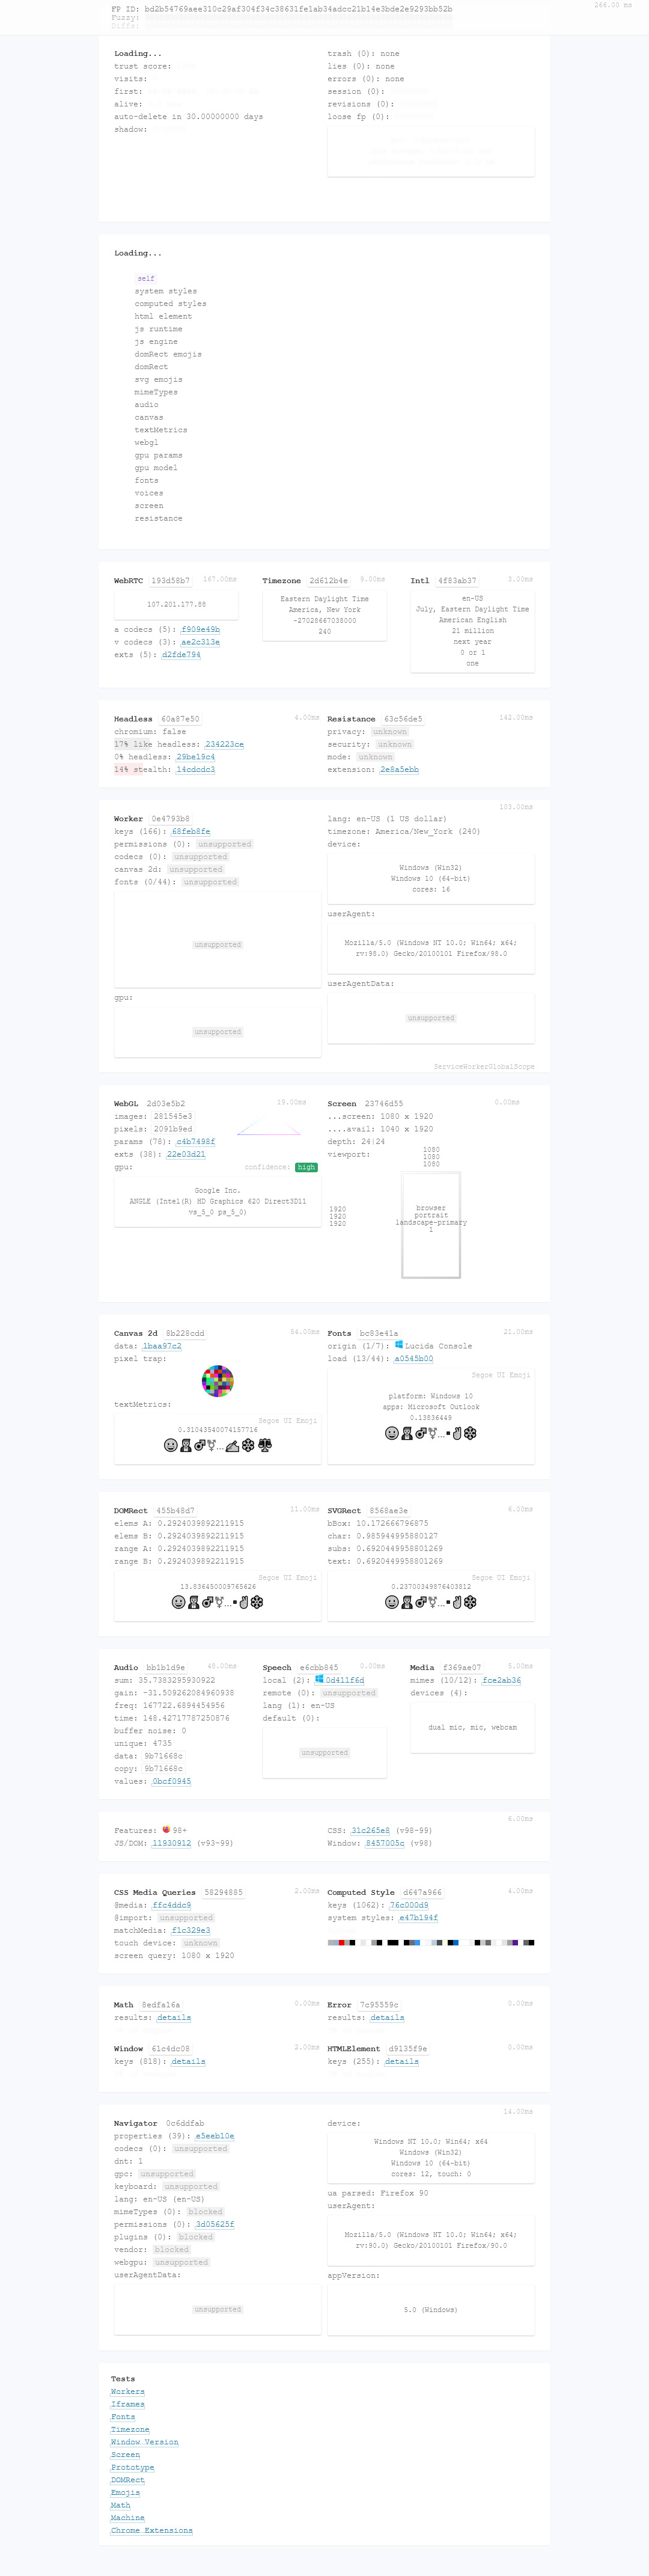 266.00 ms
FP ID: bd2b54769aee310c29af304f34c38631fe1ab34adcc21b14e3bde2e9293bb52b
Fuzzy:
Diffs:
Loading...
trust score:
visits:
first:
alive:
auto-delete in 30.00000000 days
shadow:
trash (0): none
lies (0): none
errors (0): none
session (0):
revisions (0):
loose fp (0):
Loading...
self
system styles
computed styles
html element
js runtime
js engine
domRect emojis
domRect
svg emojis
mimeTypes
audio
canvas
textMetrics
webgl
gpu params
gpu model
fonts
voices
screen
resistance
WebRTC 193d58b7 167.00ms
107.201.177.88
a codecs (5): f909e49b
v codecs (3): ae2c313e
exts (5): d2fde794
Timezone 2d612b4e 9.00ms
Eastern Daylight Time
America, New York
-27028667038000
240
Intl 4f83ab37 3.00ms
en-US
July, Eastern Daylight Time
American English
21 million
next year
0 or 1
one
Headless 60a87e50 4.00ms
chromium: false
17% like headless: 234223ce
0% headless: 29be19c4
14% stealth: 14cdcdc3
Resistance 63c56de5 142.00ms
privacy: unknown
security: unknown
mode: unknown
extension: 2e8a5ebb
103.00ms
Worker 0e4793b8
keys (166): 68feb8fe
permissions (0): unsupported
codecs (0): unsupported
canvas 2d: unsupported
fonts (0/44): unsupported
unsupported
gpu:
unsupported
lang: en-US (1 US dollar)
timezone: America/New_York (240)
device:
Windows (Win32)
Windows 10 (64-bit)
cores: 16
userAgent:
Mozilla/5.0 (Windows NT 10.0; Win64; x64;
rv:98.0) Gecko/20100101 Firefox/98.0
userAgentData:
unsupported
ServiceWorkerGlobalScope
WebGL 2d03e5b2 19.00ms
images: 281545e3
pixels: 2091b9ed
params (78): c4b7498f
exts (38): 22e03d21
gpu: confidence: high
Google Inc.
ANGLE (Intel(R) HD Graphics 620 Direct3D11
vs_5_0 ps_5_0)
Screen 23746d55 0.00ms
...screen: 1080 x 1920
....avail: 1040 x 1920
depth: 24|24
viewport:
1080
1080
1080
1920
1920
1920
browser
portrait
landscape-primary
1
Canvas 2d 8b228cdd 54.00ms
data: 1baa97c2
pixel trap:
textMetrics:
Segoe UI Emoji
0.31043540074157716
Fonts bc83e41a 21.00ms
origin (1/7): Lucida Console
load (13/44): a0545b00
Segoe UI Emoji
platform: Windows 10
apps: Microsoft Outlook
0.13836449
DOMRect 455b48d7 11.00ms
elems A: 0.2924039892211915
elems B: 0.2924039892211915
range A: 0.2924039892211915
range B: 0.2924039892211915
Segoe UI Emoji
13.836450009765626
SVGRect 8568ae3e 6.00ms
bBox: 10.172666796875
char: 0.985944995880127
subs: 0.6920449958801269
text: 0.6920449958801269
Segoe UI Emoji
0.23700349876403812
Audio bb1b1d9e 48.00ms
sum: 35.7383295930922
gain: -31.509262084960938
freq: 167722.6894454956
time: 148.42717787250876
buffer noise: 0
unique: 4735
data: 9b71668c
copy: 9b71668c
values: 0bcf0945
Speech e6cbb845 0.00ms
local (2): 0d411f6d
remote (0): unsupported
lang (1): en-US
default (0):
unsupported
Media f369ae07 5.00ms
mimes (10/12): fce2ab36
devices (4):
dual mic, mic, webcam
6.00ms
Features: 98+
JS/DOM: 11930912 (v93-99)
CSS: 31c265e8 (v98-99)
Window: 8457005c (v98)
CSS Media Queries 58294885 2.00ms
@media: ffc4ddc9
@import: unsupported
matchMedia: f1c329e3
touch device: unknown
screen query: 1080 x 1920
Computed Style d647a966 4.00ms
keys (1062): 76c000d9
system styles: e47b194f
Math 8edfa16a 0.00ms
results: details
Error 7c95559c 0.00ms
results: details
Window 61c4dc08 2.00ms
keys (818): details
HTMLElement d9135f9e 0.00ms
keys (255): details
14.00ms
Navigator 0c6ddfab
properties (39): e5eeb10e
codecs (0): unsupported
dnt: 1
gpc: unsupported
keyboard: unsupported
lang: en-US (en-US)
mimeTypes (0): blocked
permissions (0): 3d05625f
plugins (0): blocked
vendor: blocked
webgpu: unsupported
userAgentData:
unsupported
device:
Windows NT 10.0; Win64; x64
Windows (Win32)
Windows 10 (64-bit)
cores: 12, touch: 0
ua parsed: Firefox 90
userAgent:
Mozilla/5.0 (Windows NT 10.0; Win64; x64;
rv:90.0) Gecko/20100101 Firefox/90.0
appVersion:
5.0 (Windows)
Tests
Workers
Iframes
Fonts
Timezone
Window Version
Screen
Prototype
DOMRect
Emojis
Math
Machine
Chrome Extensions